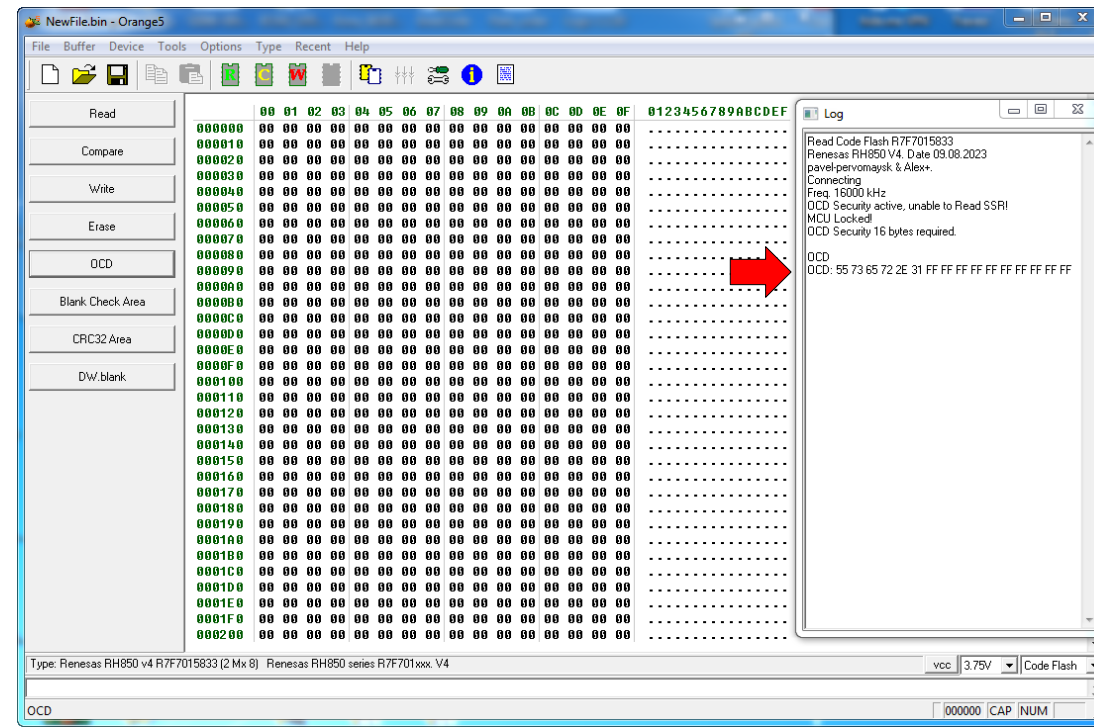 NewFile.bin - Orange5
File Buffer Device Tools Options Type Recent Help
R C W
Read
Compare
Write
Erase
OCD
Blank Check Area
CRC32 Area
DW.blank
00 01 02 03 04 05 06 07 08 09 0A 0B 0C 0D 0E 0F 0123456789ABCDEF
000000 00 00 00 00 00 00 00 00 00 00 00 00 00 00 00 00 ................
000010 00 00 00 00 00 00 00 00 00 00 00 00 00 00 00 00 ................
000020 00 00 00 00 00 00 00 00 00 00 00 00 00 00 00 00 ................
000030 00 00 00 00 00 00 00 00 00 00 00 00 00 00 00 00 ................
000040 00 00 00 00 00 00 00 00 00 00 00 00 00 00 00 00 ................
000050 00 00 00 00 00 00 00 00 00 00 00 00 00 00 00 00 ................
000060 00 00 00 00 00 00 00 00 00 00 00 00 00 00 00 00 ................
000070 00 00 00 00 00 00 00 00 00 00 00 00 00 00 00 00 ................
000080 00 00 00 00 00 00 00 00 00 00 00 00 00 00 00 00 ................
000090 00 00 00 00 00 00 00 00 00 00 00 00 00 00 00 00 ........
0000A0 00 00 00 00 00 00 00 00 00 00 00 00 00 00 00 00 ................
0000B0 00 00 00 00 00 00 00 00 00 00 00 00 00 00 00 00 ................
0000C0 00 00 00 00 00 00 00 00 00 00 00 00 00 00 00 00 ................
0000D0 00 00 00 00 00 00 00 00 00 00 00 00 00 00 00 00 ................
0000E0 00 00 00 00 00 00 00 00 00 00 00 00 00 00 00 00 ................
0000F0 00 00 00 00 00 00 00 00 00 00 00 00 00 00 00 00 ................
000100 00 00 00 00 00 00 00 00 00 00 00 00 00 00 00 00 ................
000110 00 00 00 00 00 00 00 00 00 00 00 00 00 00 00 00 ................
000120 00 00 00 00 00 00 00 00 00 00 00 00 00 00 00 00 ................
000130 00 00 00 00 00 00 00 00 00 00 00 00 00 00 00 00 ................
000140 00 00 00 00 00 00 00 00 00 00 00 00 00 00 00 00 ................
000150 00 00 00 00 00 00 00 00 00 00 00 00 00 00 00 00 ................
000160 00 00 00 00 00 00 00 00 00 00 00 00 00 00 00 00 ................
000170 00 00 00 00 00 00 00 00 00 00 00 00 00 00 00 00 ................
000180 00 00 00 00 00 00 00 00 00 00 00 00 00 00 00 00 ................
000190 00 00 00 00 00 00 00 00 00 00 00 00 00 00 00 00 ................
0001A0 00 00 00 00 00 00 00 00 00 00 00 00 00 00 00 00 ................
0001B0 00 00 00 00 00 00 00 00 00 00 00 00 00 00 00 00 ................
0001C0 00 00 00 00 00 00 00 00 00 00 00 00 00 00 00 00 ................
0001D0 00 00 00 00 00 00 00 00 00 00 00 00 00 00 00 00 ................
0001E0 00 00 00 00 00 00 00 00 00 00 00 00 00 00 00 00 ................
0001F0 00 00 00 00 00 00 00 00 00 00 00 00 00 00 00 00 ................
000200 00 00 00 00 00 00 00 00 00 00 00 00 00 00 00 00 ................
Log
Read Code Flash R7F7015833
Renesas RH850 V4. Date 09.08.2023
pavel-pervomaysk & Alex+.
Connecting
Freq. 16000 kHz
OCD Security active, unable to Read SSR!
MCU Locked!
OCD Security 16 bytes required.
OCD
OCD: 55 73 65 72 2E 31 FF FF FF FF FF FF FF FF FF FF
Type: Renesas RH850 v4 R7F7015833 (2 Mx 8) Renesas RH850 series R7F701xxx. V4
vcc 3.75V Code Flash
OCD 000000 CAP NUM